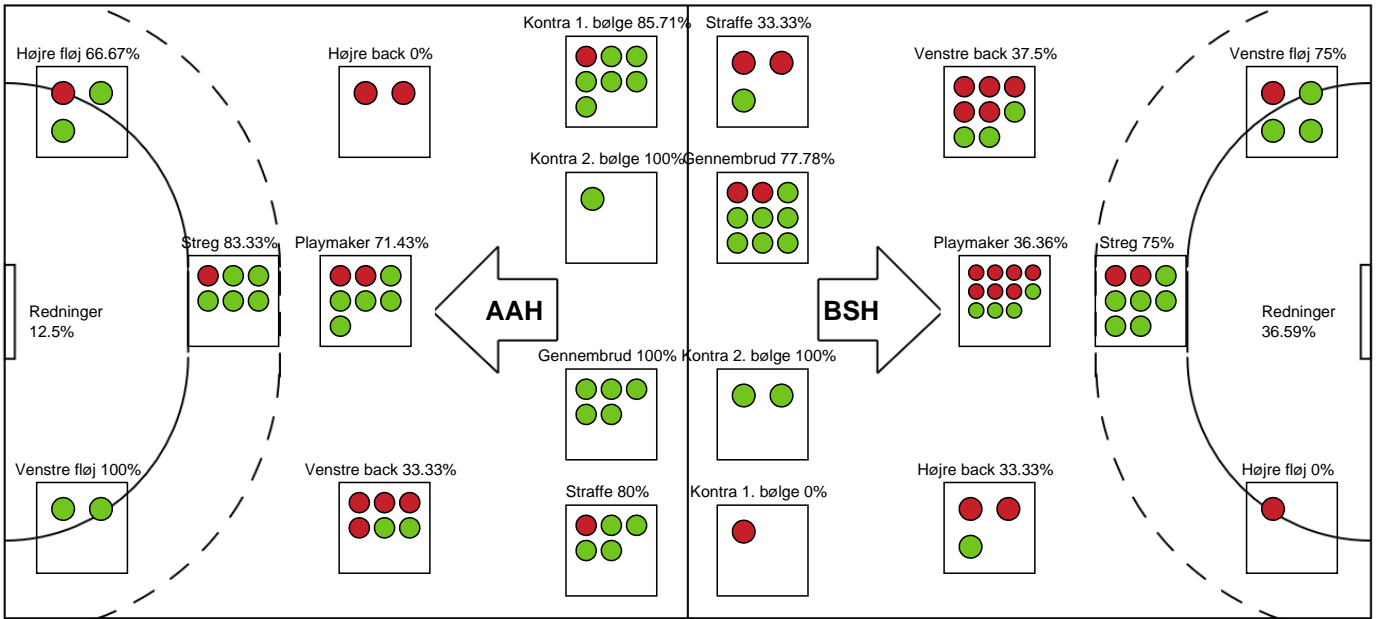 Kontra 1. bølge 85.71%
Straffe 33.33%
Højre fløj 66.67%
Højre back 0%
Venstre back 37.5%
Venstre fløj 75%
Kontra 2. bølge 100%
Gennembrud 77.78%
Streg 83.33%
Playmaker 71.43%
Playmaker 36.36%
Streg 75%
Redninger
12.5%
AAH
BSH
Redninger
36.59%
Gennembrud 100%
Kontra 2. bølge 100%
Venstre fløj 100%
Venstre back 33.33%
Højre back 33.33%
Højre fløj 0%
Straffe 80%
Kontra 1. bølge 0%